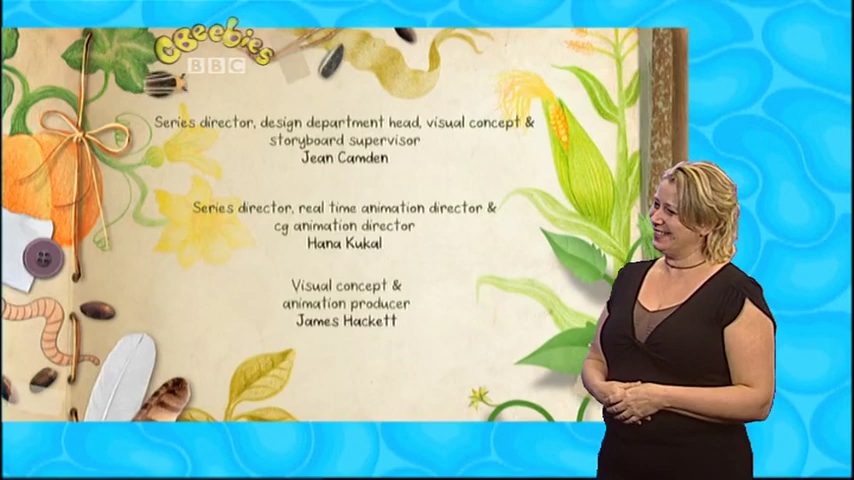 CBeebies
BBC
Series director, design department head, visual concept &
storyboard supervisor
Jean Camden
Series director, real time animation director &
cg animation director
Hana Kukal
Visual concept &
animation producer
James Hackett